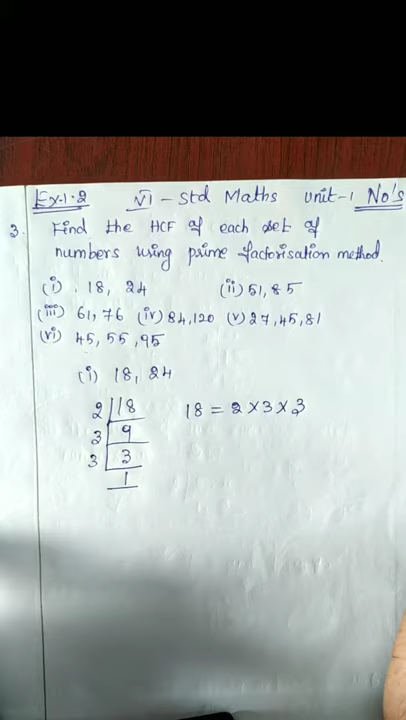 Ex.1.2 VI - Std Maths Unit-1 No's
3. Find the HCF of each set of
numbers using prime factorisation method.
(i) . 18, 24 (ii) 51, 85
(iii) 61, 76 (iv) 84, 120 (v) 27, 45, 81
(vi) 45, 55, 95
(i) 18, 24
2 | 18 18 = 2 × 3 × 3
3 | 9
3 | 3
1